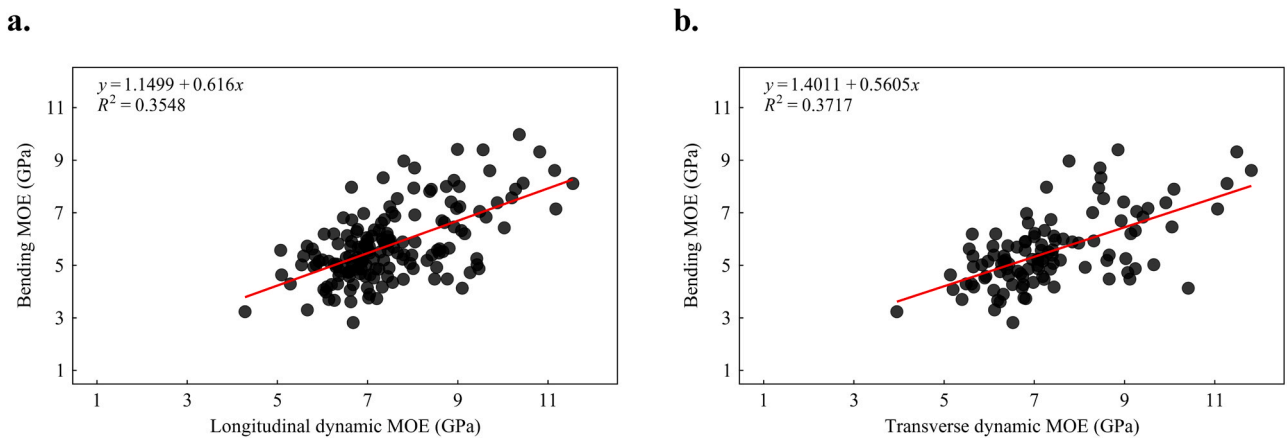 a.
y = 1.1499 + 0.616x
R² = 0.3548
11
9
7
5
3
1
Bending MOE (GPa)
1 3 5 7 9 11
Longitudinal dynamic MOE (GPa)
b.
y = 1.4011 + 0.5605x
R² = 0.3717
11
9
7
5
3
1
Bending MOE (GPa)
1 3 5 7 9 11
Transverse dynamic MOE (GPa)